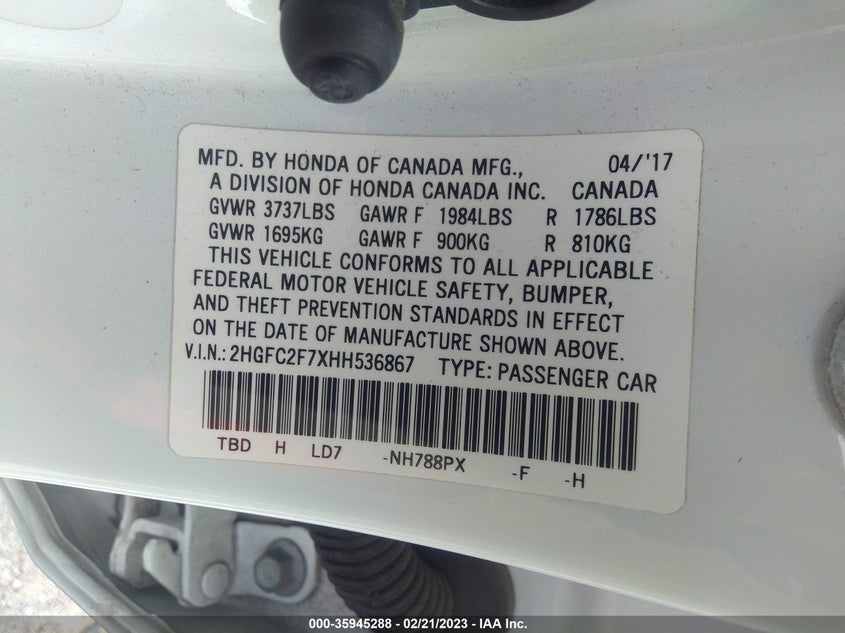 MFD. BY HONDA OF CANADA MFG., 04/'17
A DIVISION OF HONDA CANADA INC. CANADA
GVWR 3737LBS GAWR F 1984LBS R 1786LBS
GVWR 1695KG GAWR F 900KG R 810KG
THIS VEHICLE CONFORMS TO ALL APPLICABLE
FEDERAL MOTOR VEHICLE SAFETY, BUMPER,
AND THEFT PREVENTION STANDARDS IN EFFECT
ON THE DATE OF MANUFACTURE SHOWN ABOVE.
V.I.N.: 2HGFC2F7XHH536867 TYPE: PASSENGER CAR
TBD H LD7 -NH788PX -F -H
000-35945288 - 02/21/2023 - IAA Inc.